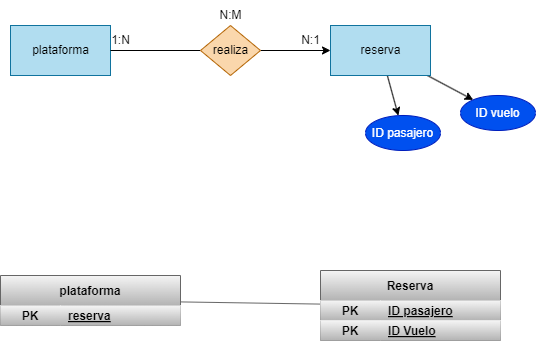 N:M
plataforma
1:N
realiza
N:1
reserva
ID pasajero
ID vuelo
plataforma
PK reserva
Reserva
PK ID pasajero
PK ID Vuelo